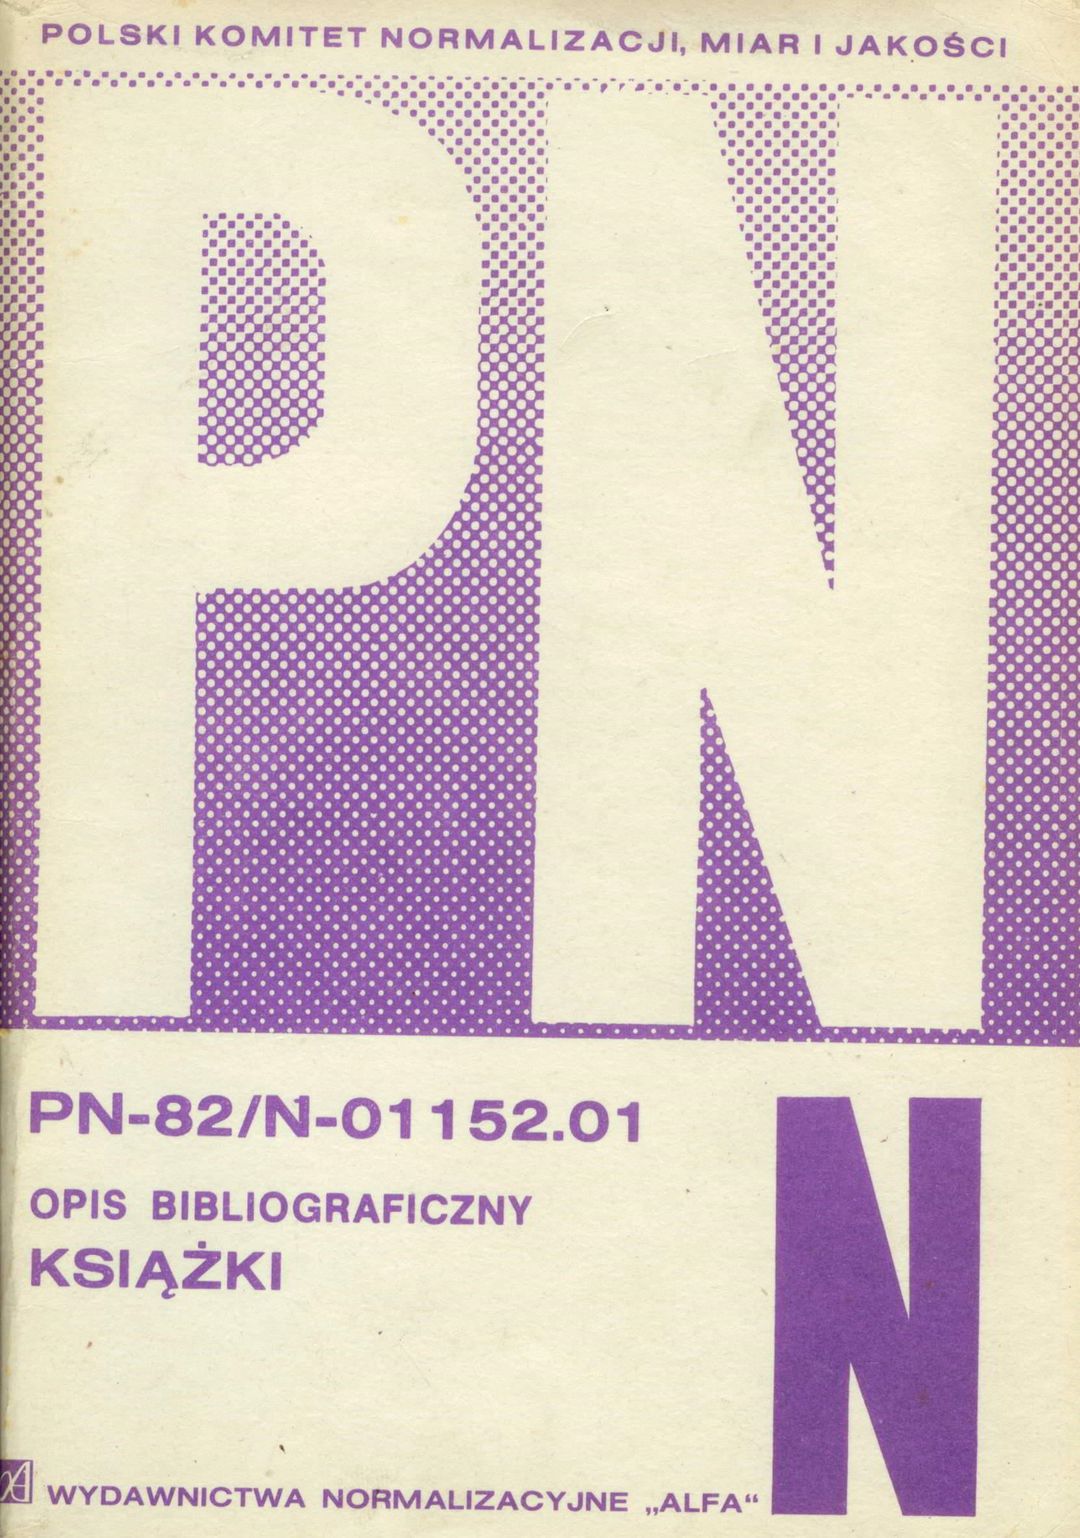 POLSKI KOMITET NORMALIZACJI, MIAR I JAKOŚCI
PN
PN-82/N-01152.01
OPIS BIBLIOGRAFICZNY
KSIĄŻKI
N
WYDAWNICTWA NORMALIZACYJNE „ALFA“